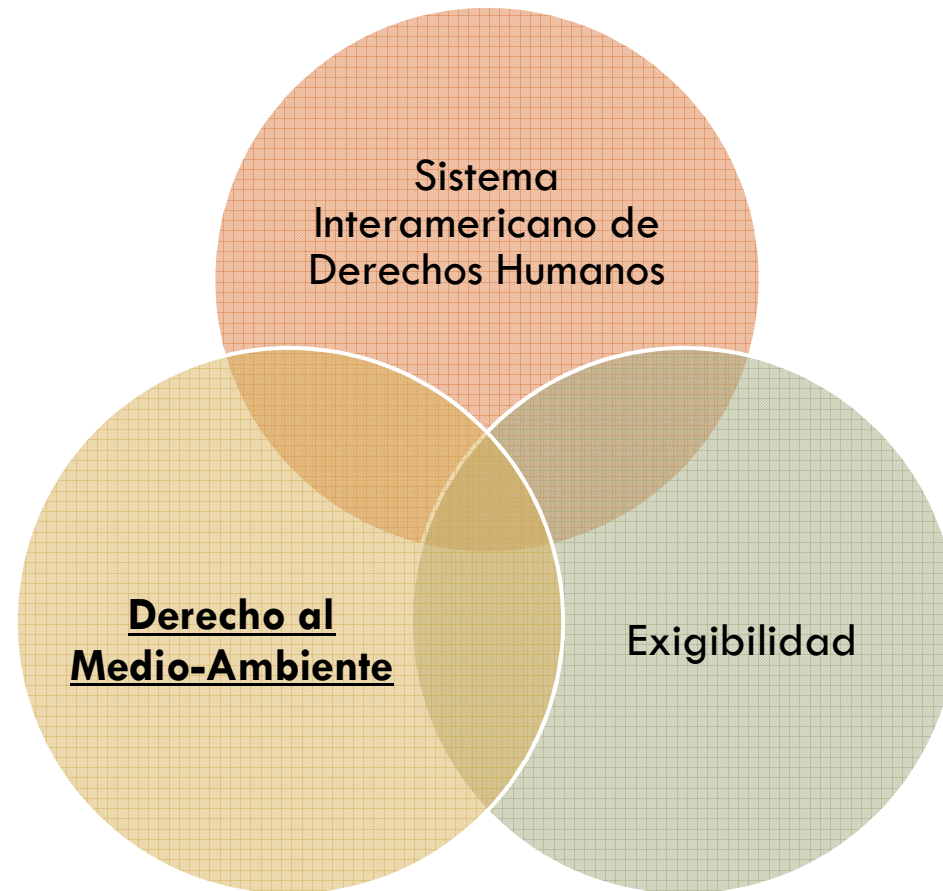 Sistema
Interamericano de
Derechos Humanos
Derecho al
Medio-Ambiente
Exigibilidad